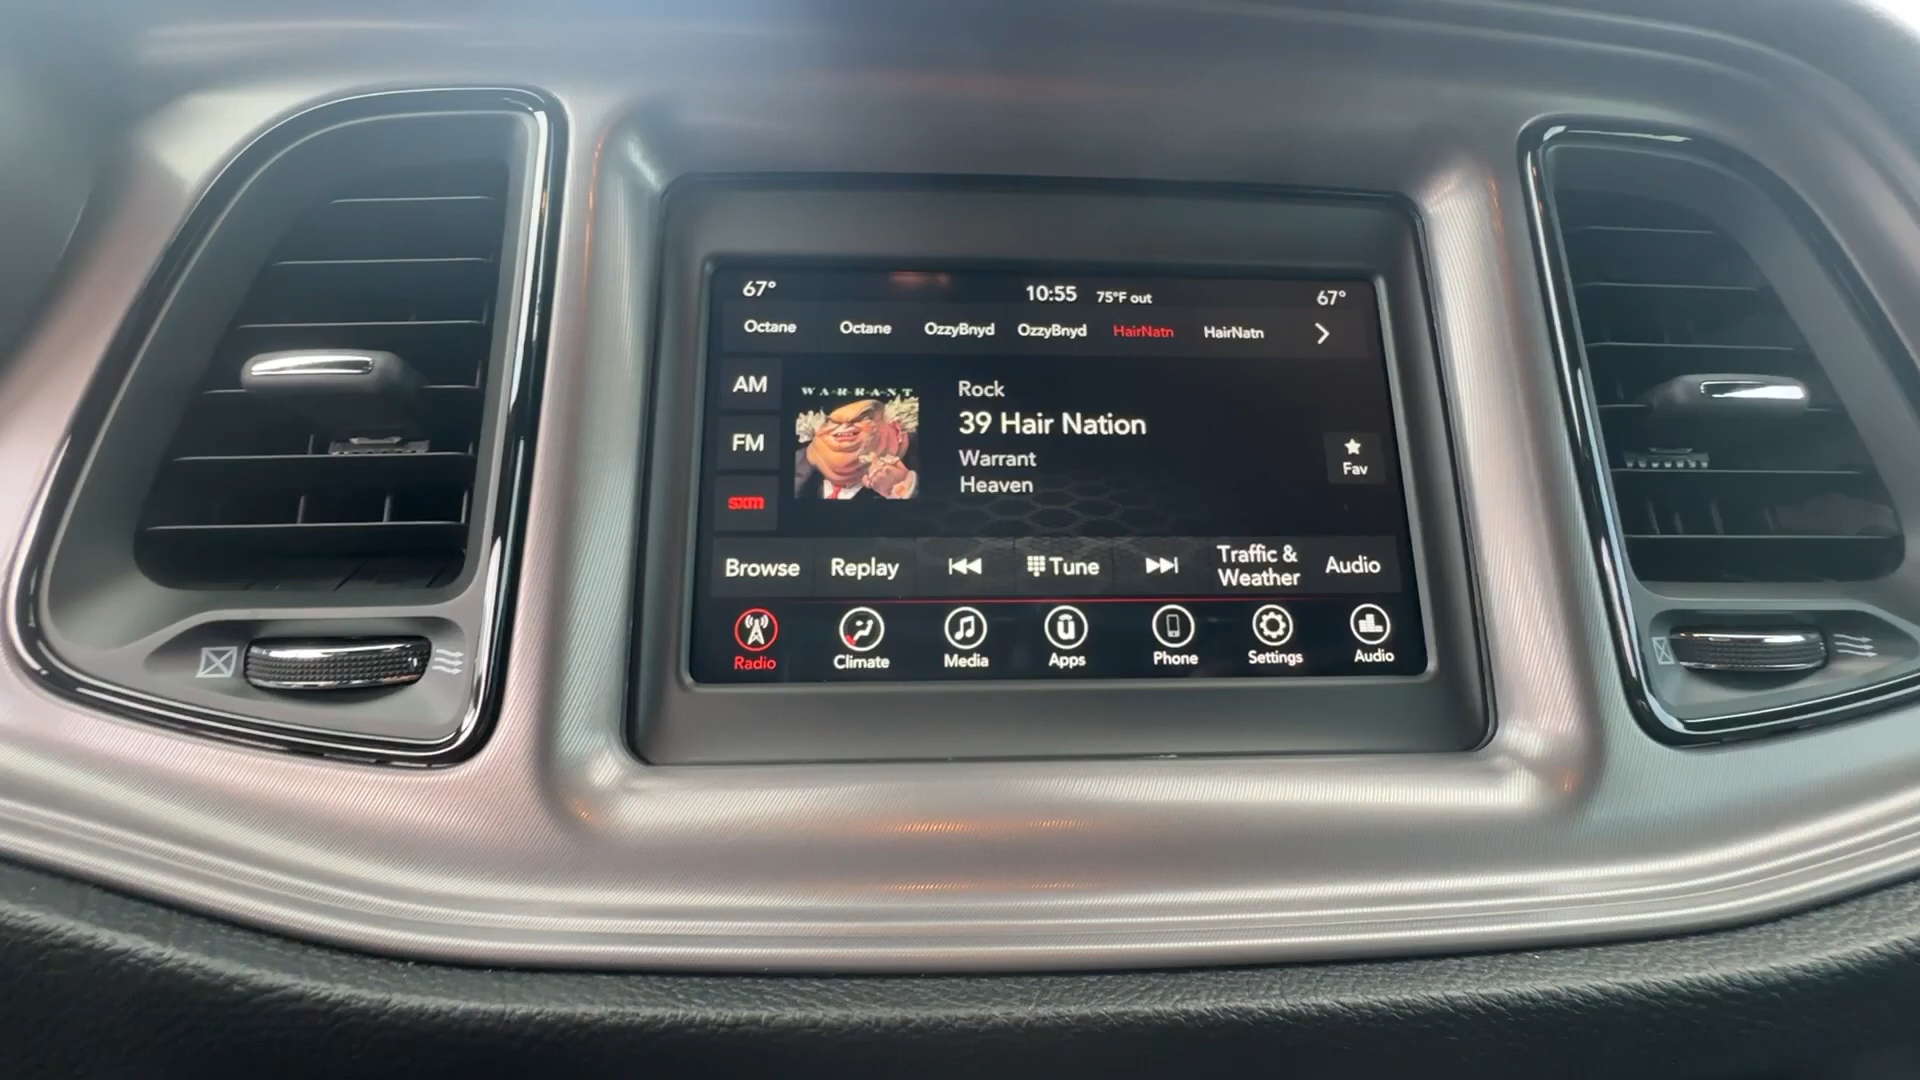 67° 10:55 75°F out 67°
Octane Octane OzzyBnyd OzzyBnyd HairNatn HairNatn
AM
W·A·R·R·A·N·T
Rock
39 Hair Nation
FM
Warrant
Heaven
Fav
sxm
Browse Replay Tune Traffic & Weather Audio
Radio Climate Media Apps Phone Settings Audio